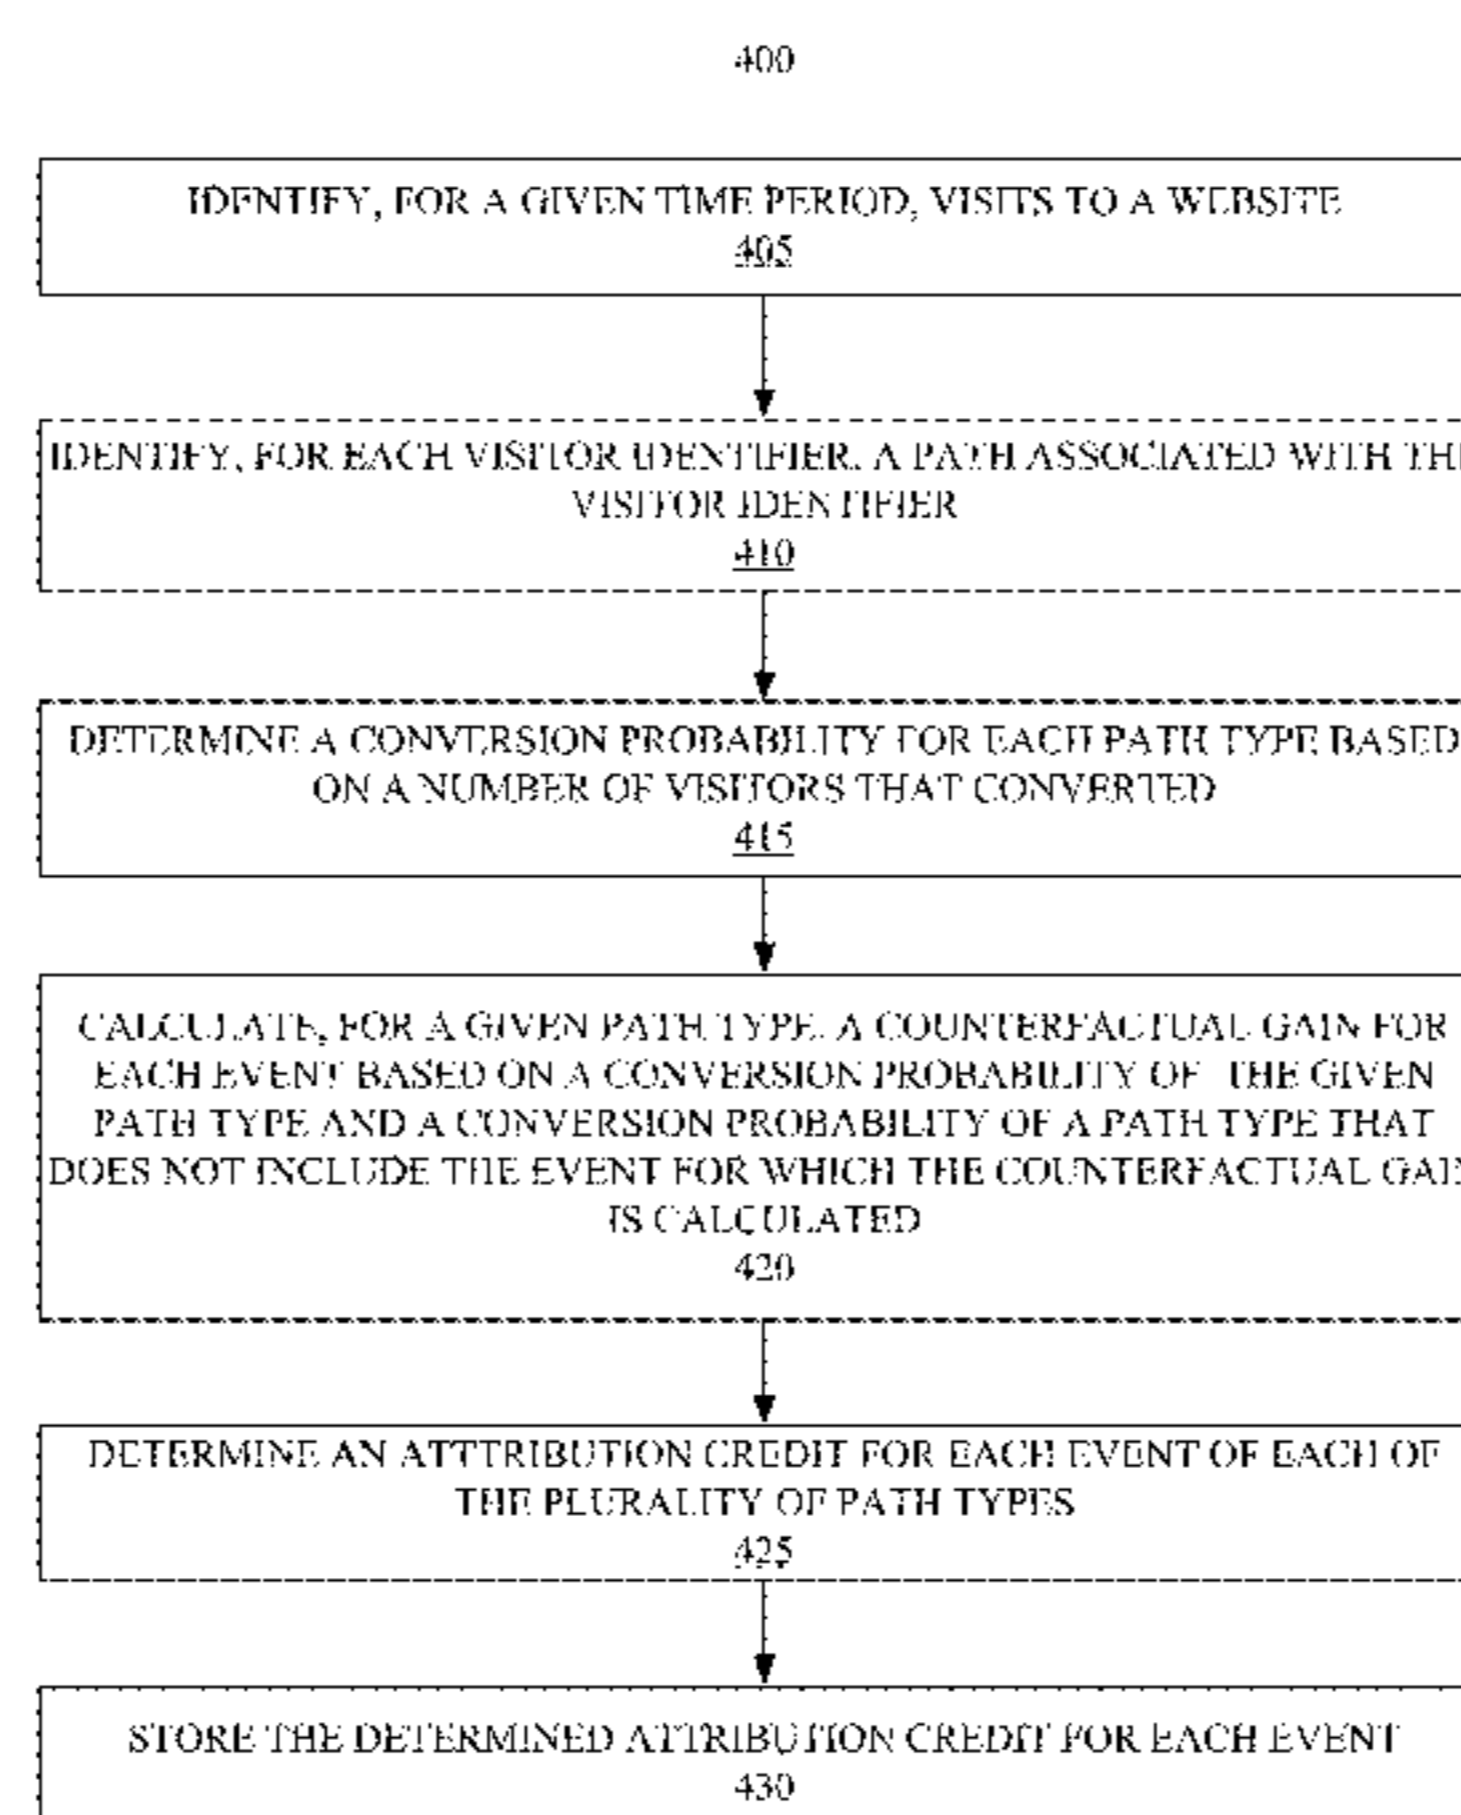 400
IDENTIFY, FOR A GIVEN TIME PERIOD, VISITS TO A WEBSITE
405
IDENTIFY, FOR EACH VISITOR IDENTIFIER, A PATH ASSOCIATED WITH THE
VISITOR IDENTIFIER
410
DETERMINE A CONVERSION PROBABILITY FOR EACH PATH TYPE BASED
ON A NUMBER OF VISITORS THAT CONVERTED
415
CALCULATE, FOR A GIVEN PATH TYPE, A COUNTERFACTUAL GAIN FOR
EACH EVENT BASED ON A CONVERSION PROBABILITY OF THE GIVEN
PATH TYPE AND A CONVERSION PROBABILITY OF A PATH TYPE THAT
DOES NOT INCLUDE THE EVENT FOR WHICH THE COUNTERFACTUAL GAIN
IS CALCULATED
420
DETERMINE AN ATTTRIBUTION CREDIT FOR EACH EVENT OF EACH OF
THE PLURALITY OF PATH TYPES
425
STORE THE DETERMINED ATTRIBUTION CREDIT FOR EACH EVENT
430